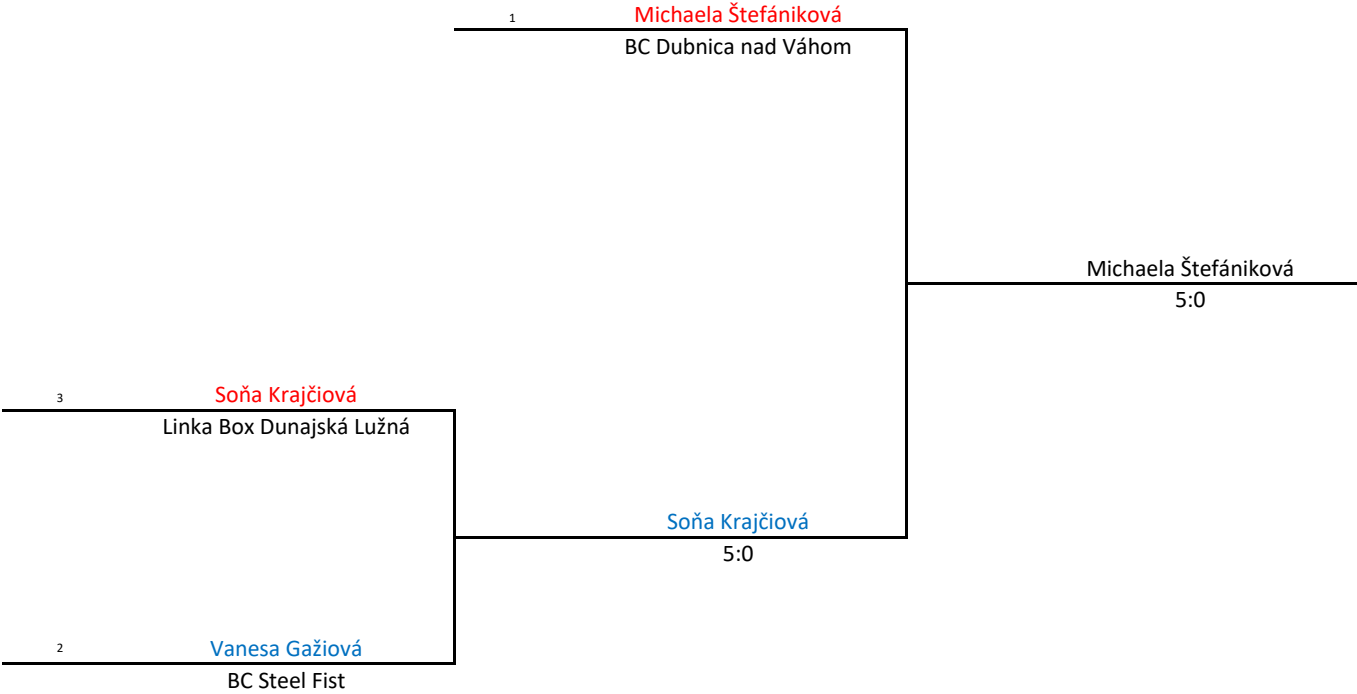 1 Michaela Štefániková
BC Dubnica nad Váhom
Michaela Štefániková
5:0
3 Soňa Krajčiová
Linka Box Dunajská Lužná
Soňa Krajčiová
5:0
2 Vanesa Gažiová
BC Steel Fist